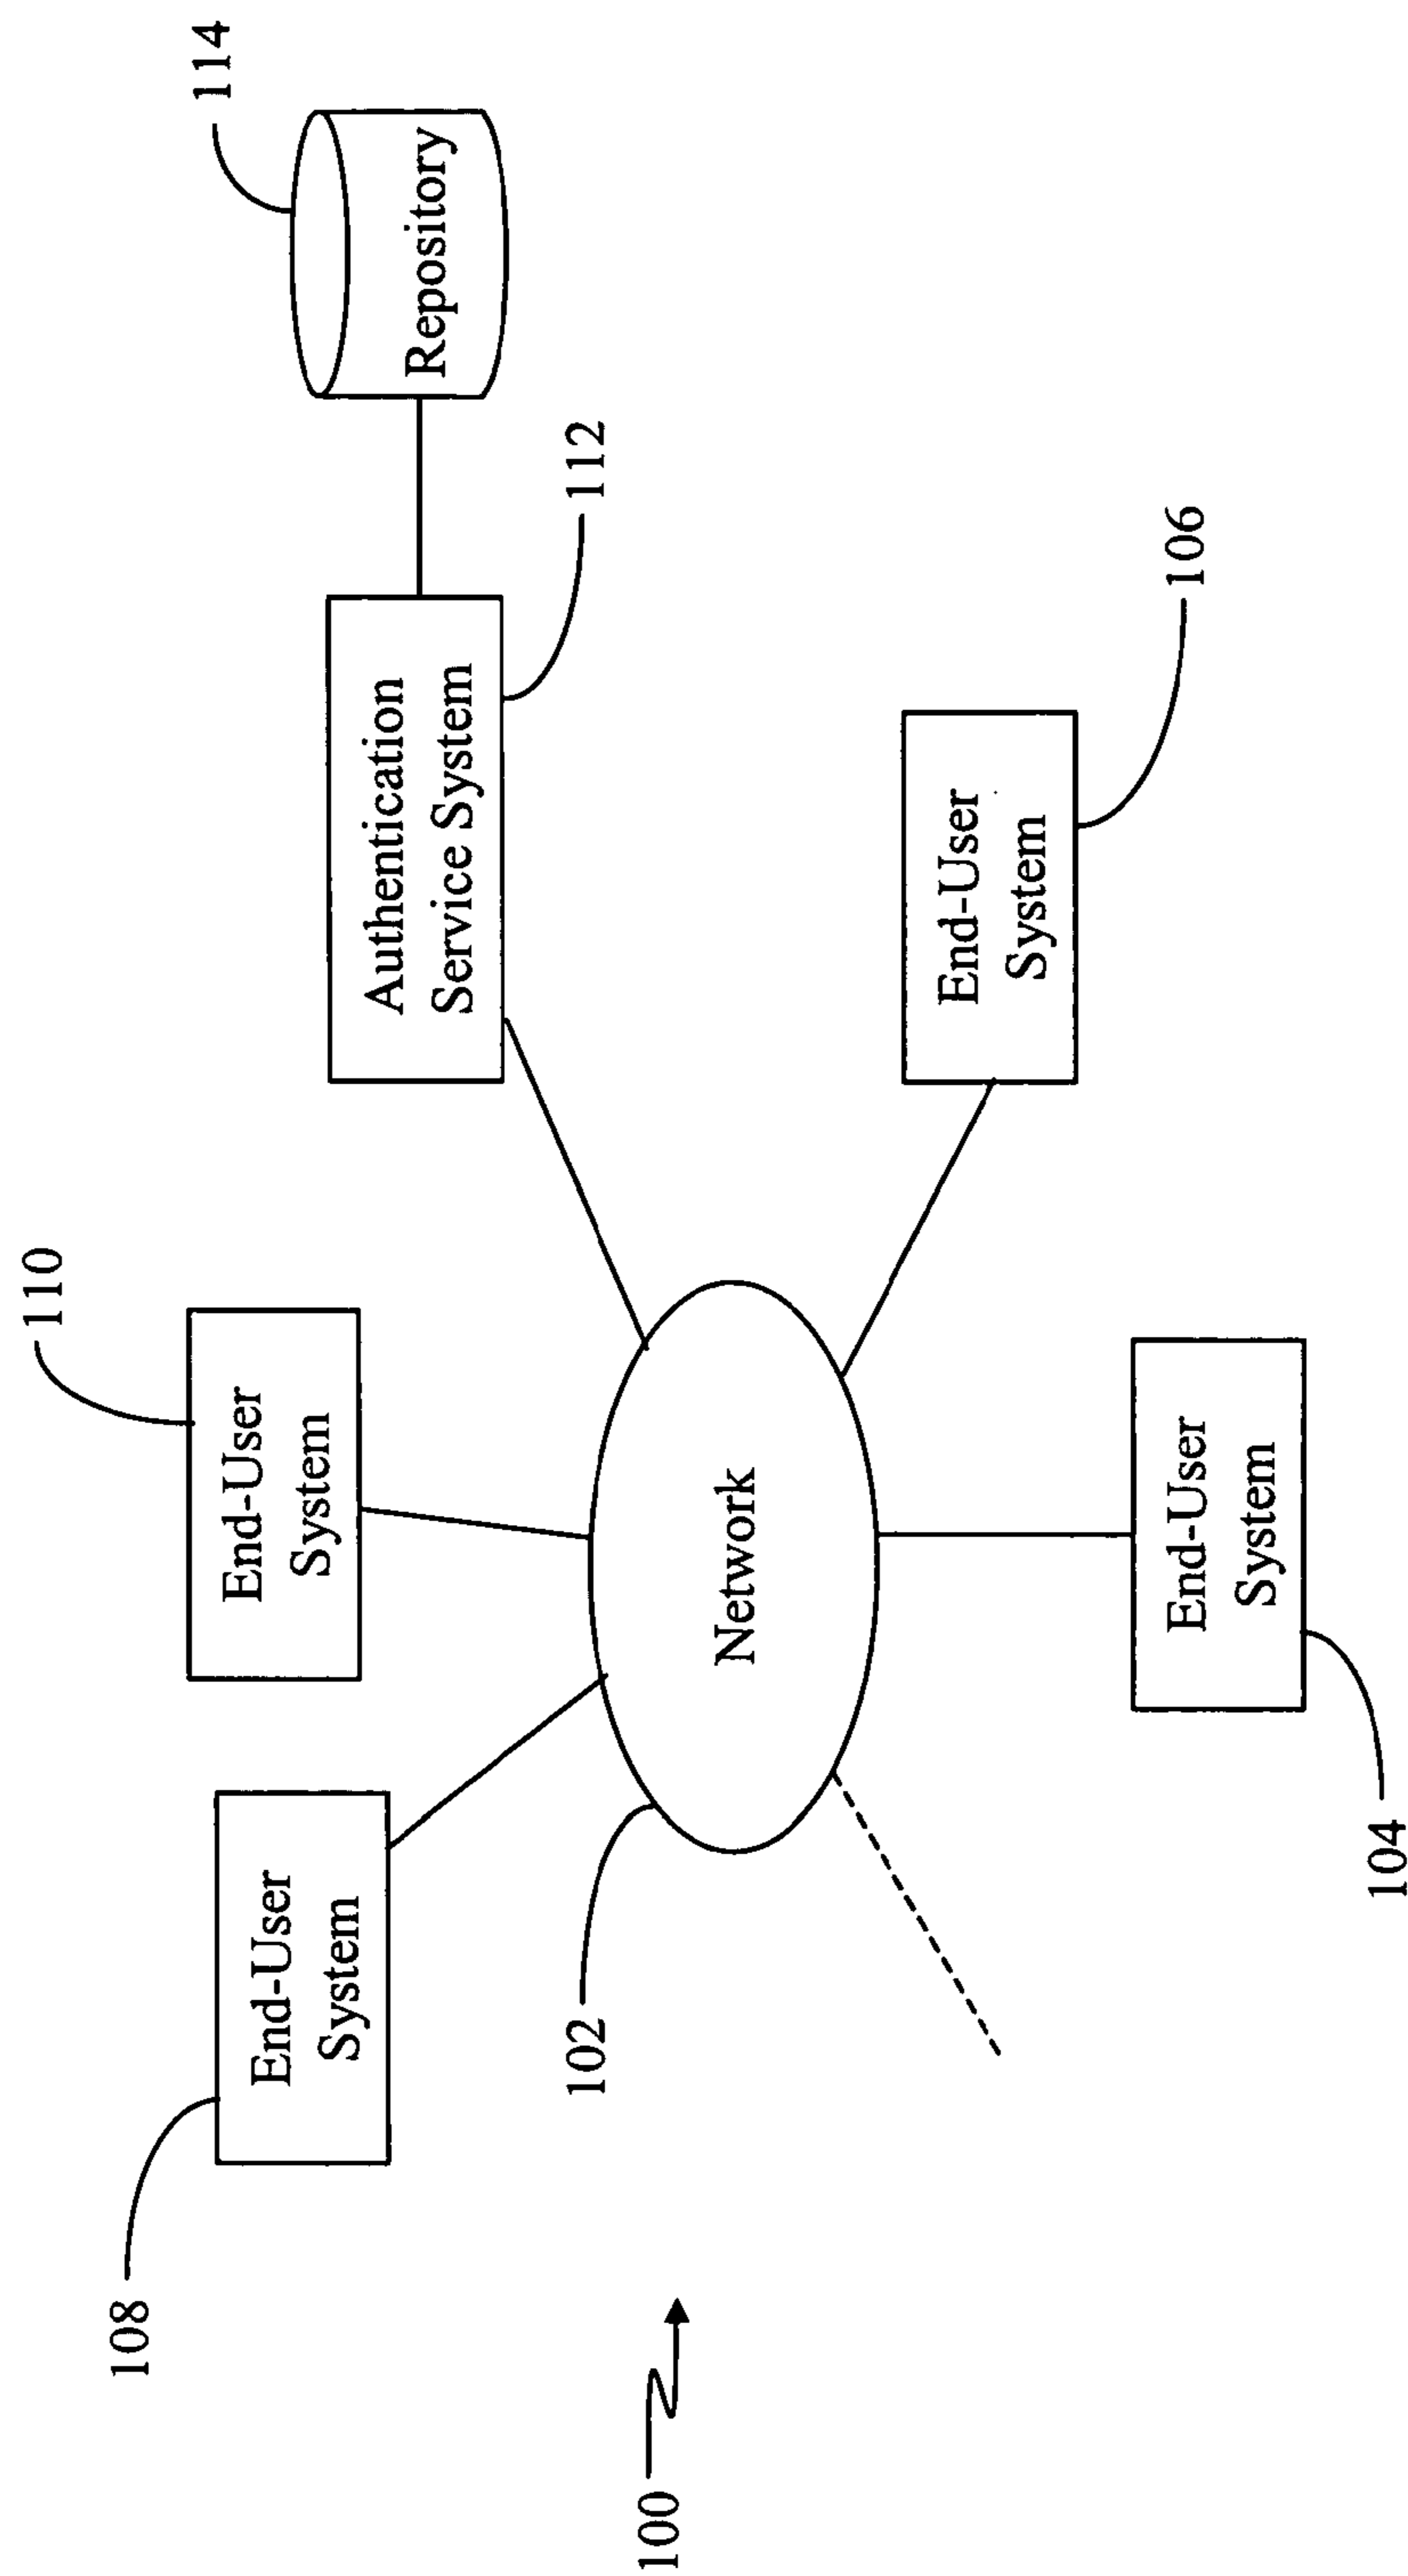 110
114
108
End-User
System
End-User
System
Authentication
Service System
Repository
102
112
Network
100
End-User
System
106
End-User
System
104